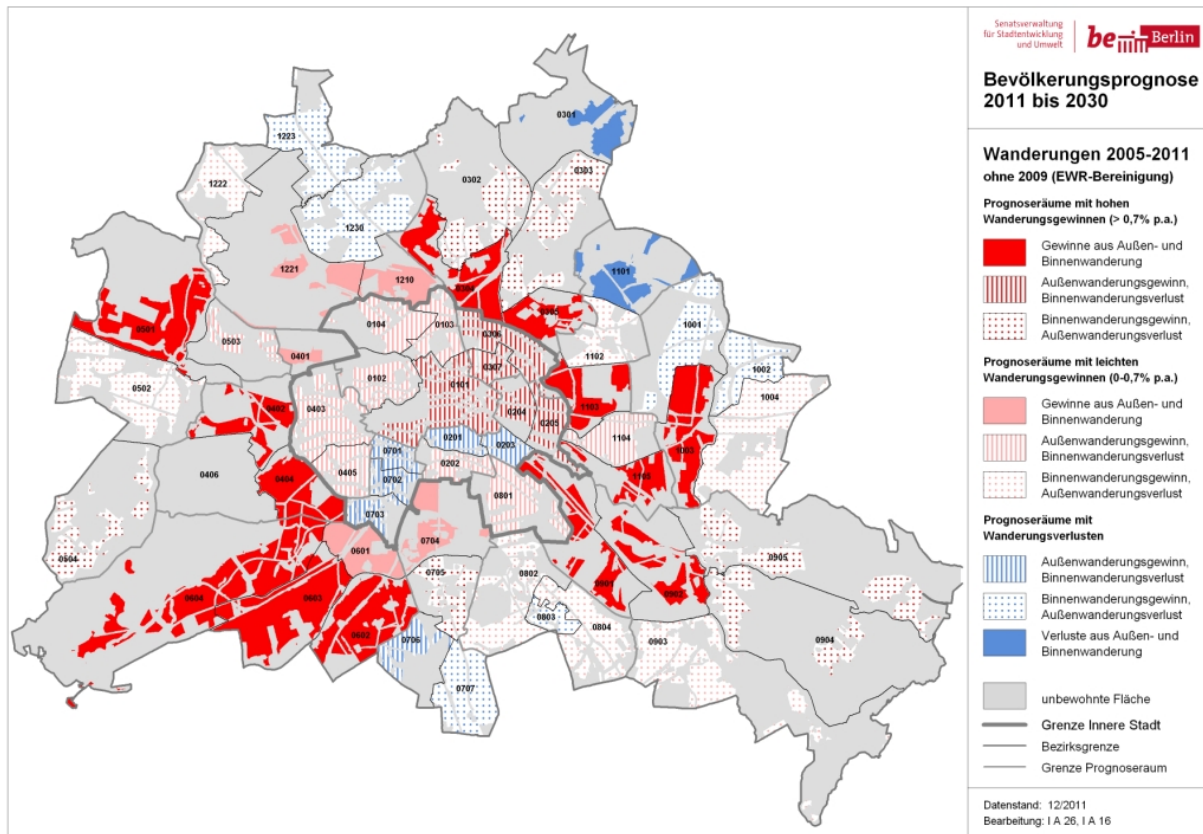 Senatsverwaltung
für Stadtentwicklung
und Umwelt
be Berlin
Bevölkerungsprognose
2011 bis 2030
Wanderungen 2005-2011
ohne 2009 (EWR-Bereinigung)
Prognoseräume mit hohen
Wanderungsgewinnen (> 0,7% p.a.)
Gewinne aus Außen- und
Binnenwanderung
Außenwanderungsgewinn,
Binnenwanderungsverlust
Binnenwanderungsgewinn,
Außenwanderungsverlust
Prognoseräume mit leichten
Wanderungsgewinnen (0-0,7% p.a.)
Gewinne aus Außen- und
Binnenwanderung
Außenwanderungsgewinn,
Binnenwanderungsverlust
Binnenwanderungsgewinn,
Außenwanderungsverlust
Prognoseräume mit
Wanderungsverlusten
Außenwanderungsgewinn,
Binnenwanderungsverlust
Binnenwanderungsgewinn,
Außenwanderungsverlust
Verluste aus Außen- und
Binnenwanderung
unbewohnte Fläche
Grenze Innere Stadt
Bezirksgrenze
Grenze Prognoseraum
Datenstand: 12/2011
Bearbeitung: I A 26, I A 16
0301
1223
0303
0302
1222
1230
1221
1101
1210
0304
0305
0501
0104
0103
1001
0503
0306
0401
1102
0307
1002
0102
0502
0101
1004
0402
0403
1103
0204
0205
0201
0203
1104
0701
1003
0202
0406
0405
0702
1105
0404
0801
0703
0704
0601
0504
0905
0705
0802
0901
0902
0604
0603
0803
0804
0602
0706
0903
0904
0707